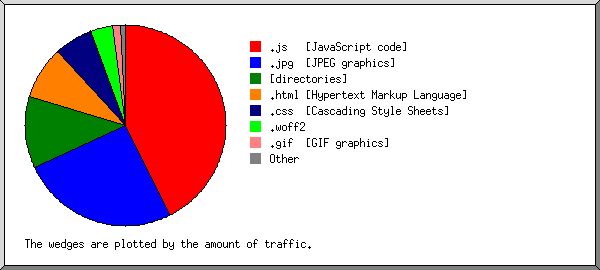 .js [JavaScript code]
.jpg [JPEG graphics]
[directories]
.html [Hypertext Markup Language]
.css [Cascading Style Sheets]
.woff2
.gif [GIF graphics]
Other
The wedges are plotted by the amount of traffic.